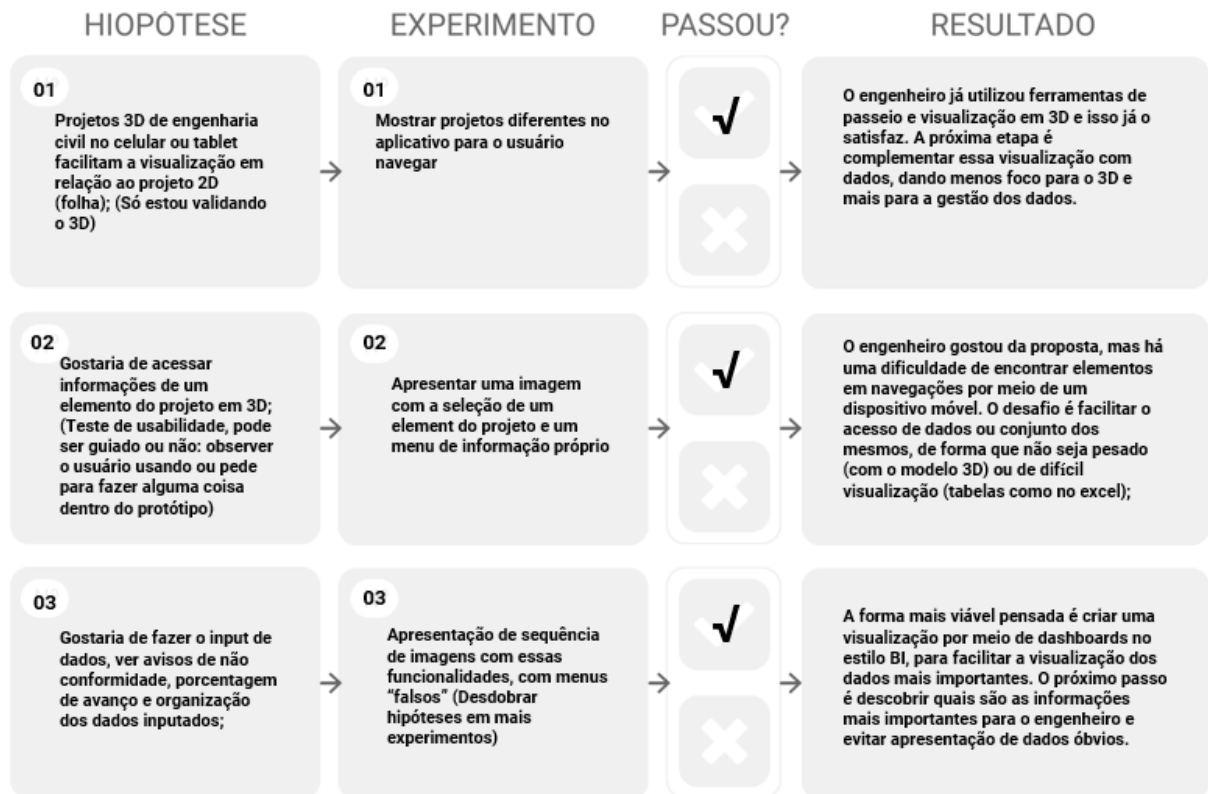 HIOPÓTESE
EXPERIMENTO
PASSOU?
RESULTADO
01
Projetos 3D de engenharia
civil no celular ou tablet
facilitam a visualização em
relação ao projeto 2D
(folha); (Só estou validando
o 3D)
01
Mostrar projetos diferentes no
aplicativo para o usuário
navegar
√
O engenheiro já utilizou ferramentas de
passeio e visualização em 3D e isso já o
satisfaz. A próxima etapa é
complementar essa visualização com
dados, dando menos foco para o 3D e
mais para a gestão dos dados.
02
Gostaria de acessar
informações de um
elemento do projeto em 3D;
(Teste de usabilidade, pode
ser guiado ou não: observer
o usuário usando ou pede
para fazer alguma coisa
dentro do protótipo)
02
Apresentar uma imagem
com a seleção de um
element do projeto e um
menu de informação próprio
√
O engenheiro gostou da proposta, mas há
uma dificuldade de encontrar elementos
em navegações por meio de um
dispositivo móvel. O desafio é facilitar o
acesso de dados ou conjunto dos
mesmos, de forma que não seja pesado
(com o modelo 3D) ou de difícil
visualização (tabelas como no excel);
03
Gostaria de fazer o input de
dados, ver avisos de não
conformidade, porcentagem
de avanço e organização
dos dados inputados;
03
Apresentação de sequência
de imagens com essas
funcionalidades, com menus
“falsos” (Desdobrar
hipóteses em mais
experimentos)
√
A forma mais viável pensada é criar uma
visualização por meio de dashboards no
estilo BI, para facilitar a visualização dos
dados mais importantes. O próximo passo
é descobrir quais são as informações
mais importantes para o engenheiro e
evitar apresentação de dados óbvios.